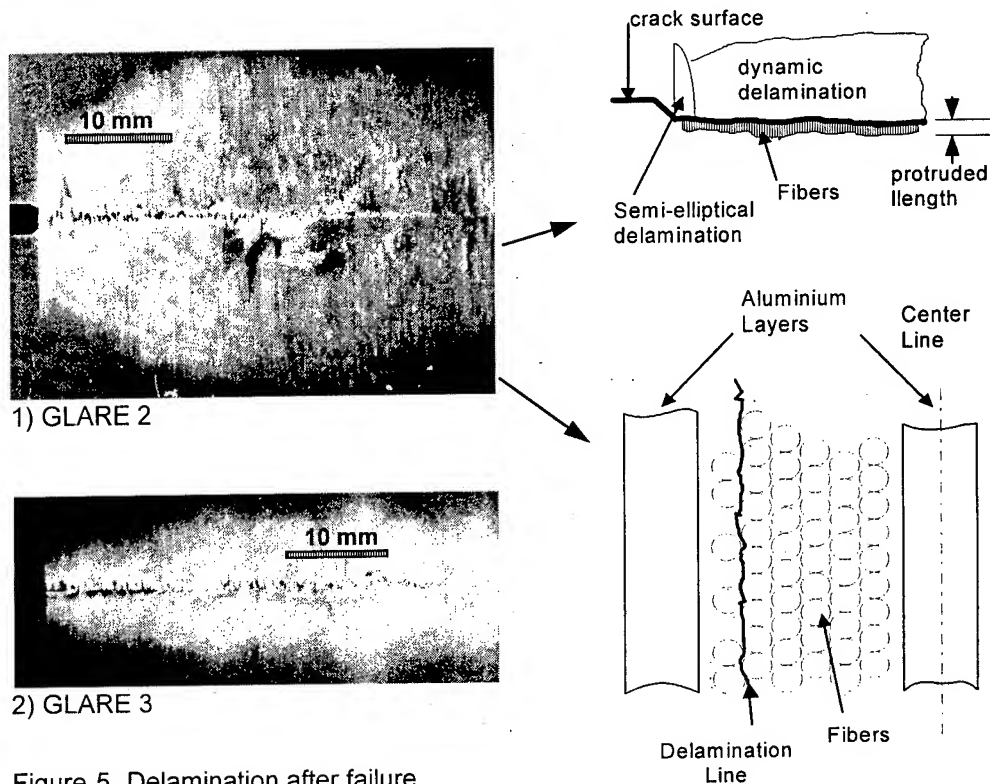 10 mm
1) GLARE 2
10 mm
2) GLARE 3
crack surface
dynamic
delamination
protruded
llength
Fibers
Semi-elliptical
delamination
Aluminium
Layers
Center
Line
Fibers
Delamination
Line
Figure 5. Delamination after failure